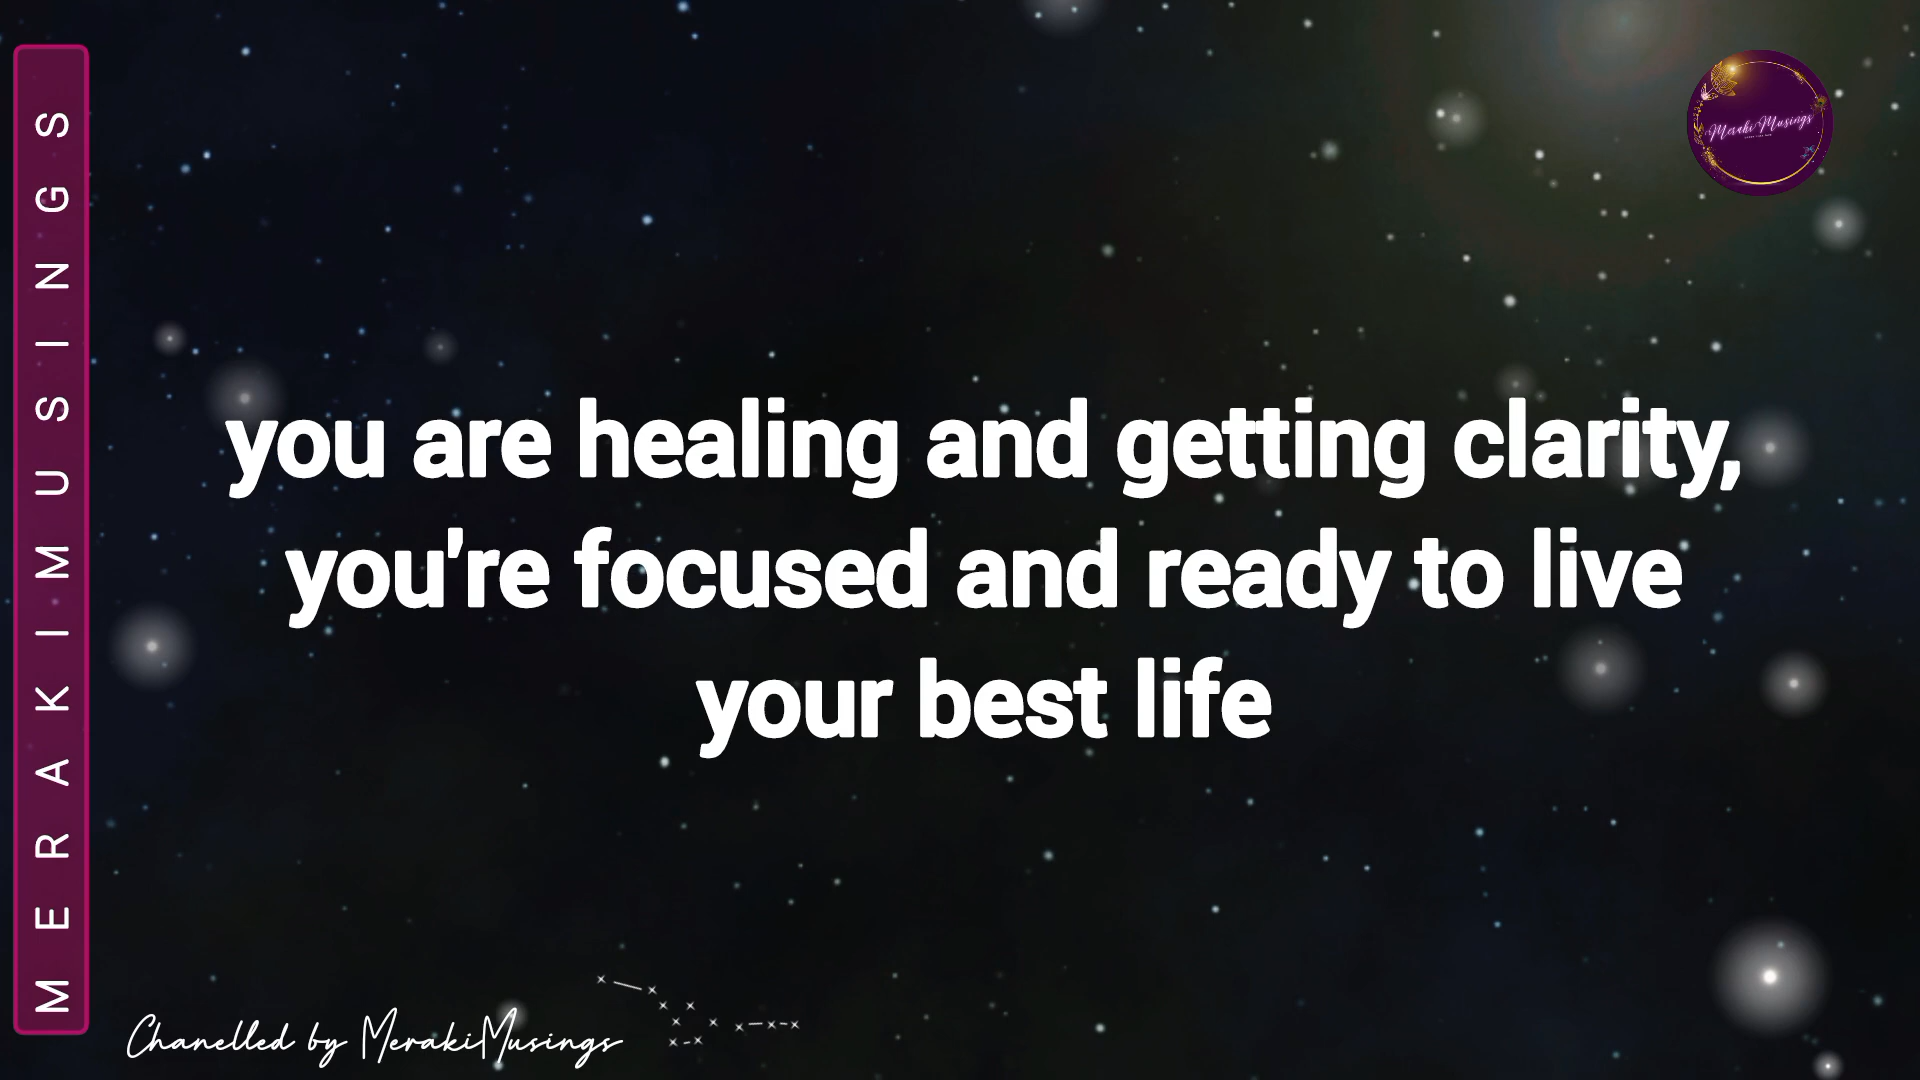 MERAKIMUSINGS
Meraki Musings
you are healing and getting clarity,
you're focused and ready to live
your best life
Chanelled by MerakiMusings